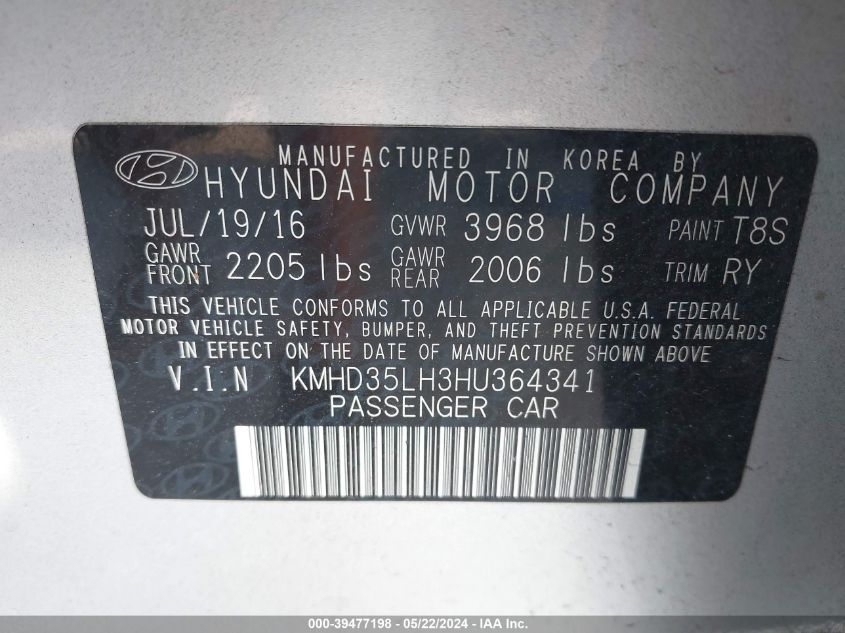 MANUFACTURED IN KOREA BY
HYUNDAI MOTOR COMPANY
JUL/19/16 GVWR 3968 lbs PAINT T8S
GAWR FRONT 2205 lbs GAWR REAR 2006 lbs TRIM RY
THIS VEHICLE CONFORMS TO ALL APPLICABLE U.S.A. FEDERAL
MOTOR VEHICLE SAFETY, BUMPER, AND THEFT PREVENTION STANDARDS
IN EFFECT ON THE DATE OF MANUFACTURE SHOWN ABOVE
V.I.N KMHD35LH3HU364341
PASSENGER CAR
000-39477198 - 05/22/2024 - IAA Inc.